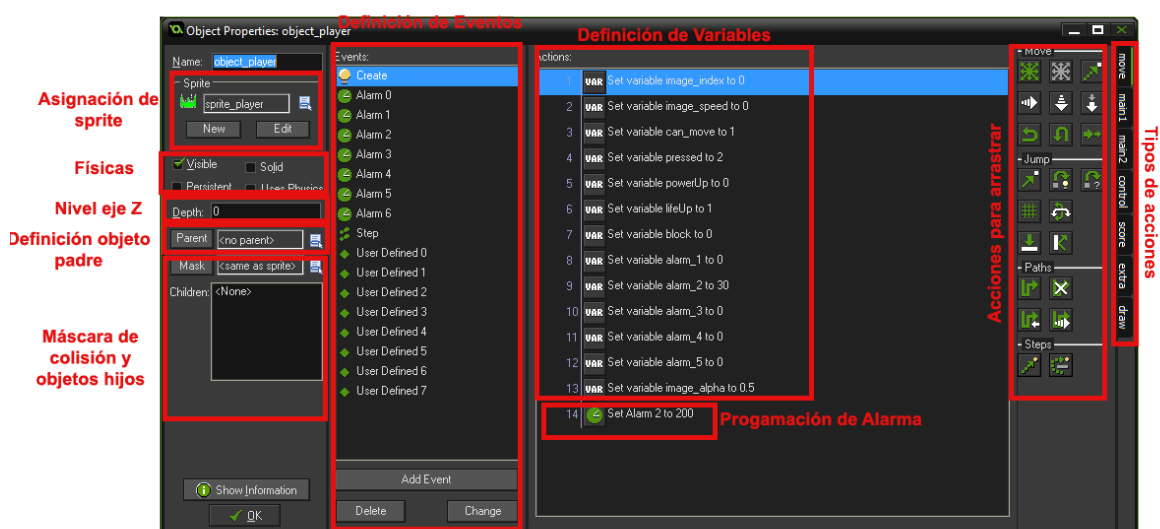 Object Properties: object_player
Definición de Eventos
Definición de Variables
Name: object_player
Sprite
sprite_player
New Edit
Asignación de
sprite
Visible Solid
Persistent Uses Physics
Físicas
Nivel eje Z
Depth: 0
Definición objeto
padre
Parent <no parent>
Mask <same as sprite>
Children: <None>
Máscara de
colisión y
objetos hijos
Show Information
OK
Events:
Create
Alarm 0
Alarm 1
Alarm 2
Alarm 3
Alarm 4
Alarm 5
Alarm 6
Step
User Defined 0
User Defined 1
User Defined 2
User Defined 3
User Defined 4
User Defined 5
User Defined 6
User Defined 7
Add Event
Delete Change
Actions:
1 VAR Set variable image_index to 0
2 VAR Set variable image_speed to 0
3 VAR Set variable can_move to 1
4 VAR Set variable pressed to 2
5 VAR Set variable powerUp to 0
6 VAR Set variable lifeUp to 1
7 VAR Set variable block to 0
8 VAR Set variable alarm_1 to 0
9 VAR Set variable alarm_2 to 30
10 VAR Set variable alarm_3 to 0
11 VAR Set variable alarm_4 to 0
12 VAR Set variable alarm_5 to 0
13 VAR Set variable image_alpha to 0.5
14 Set Alarm 2 to 200
Progamación de Alarma
Acciones para arrastrar
Move
Jump
Paths
Steps
move
main1
main2
control
score
extra
draw
Tipos de acciones